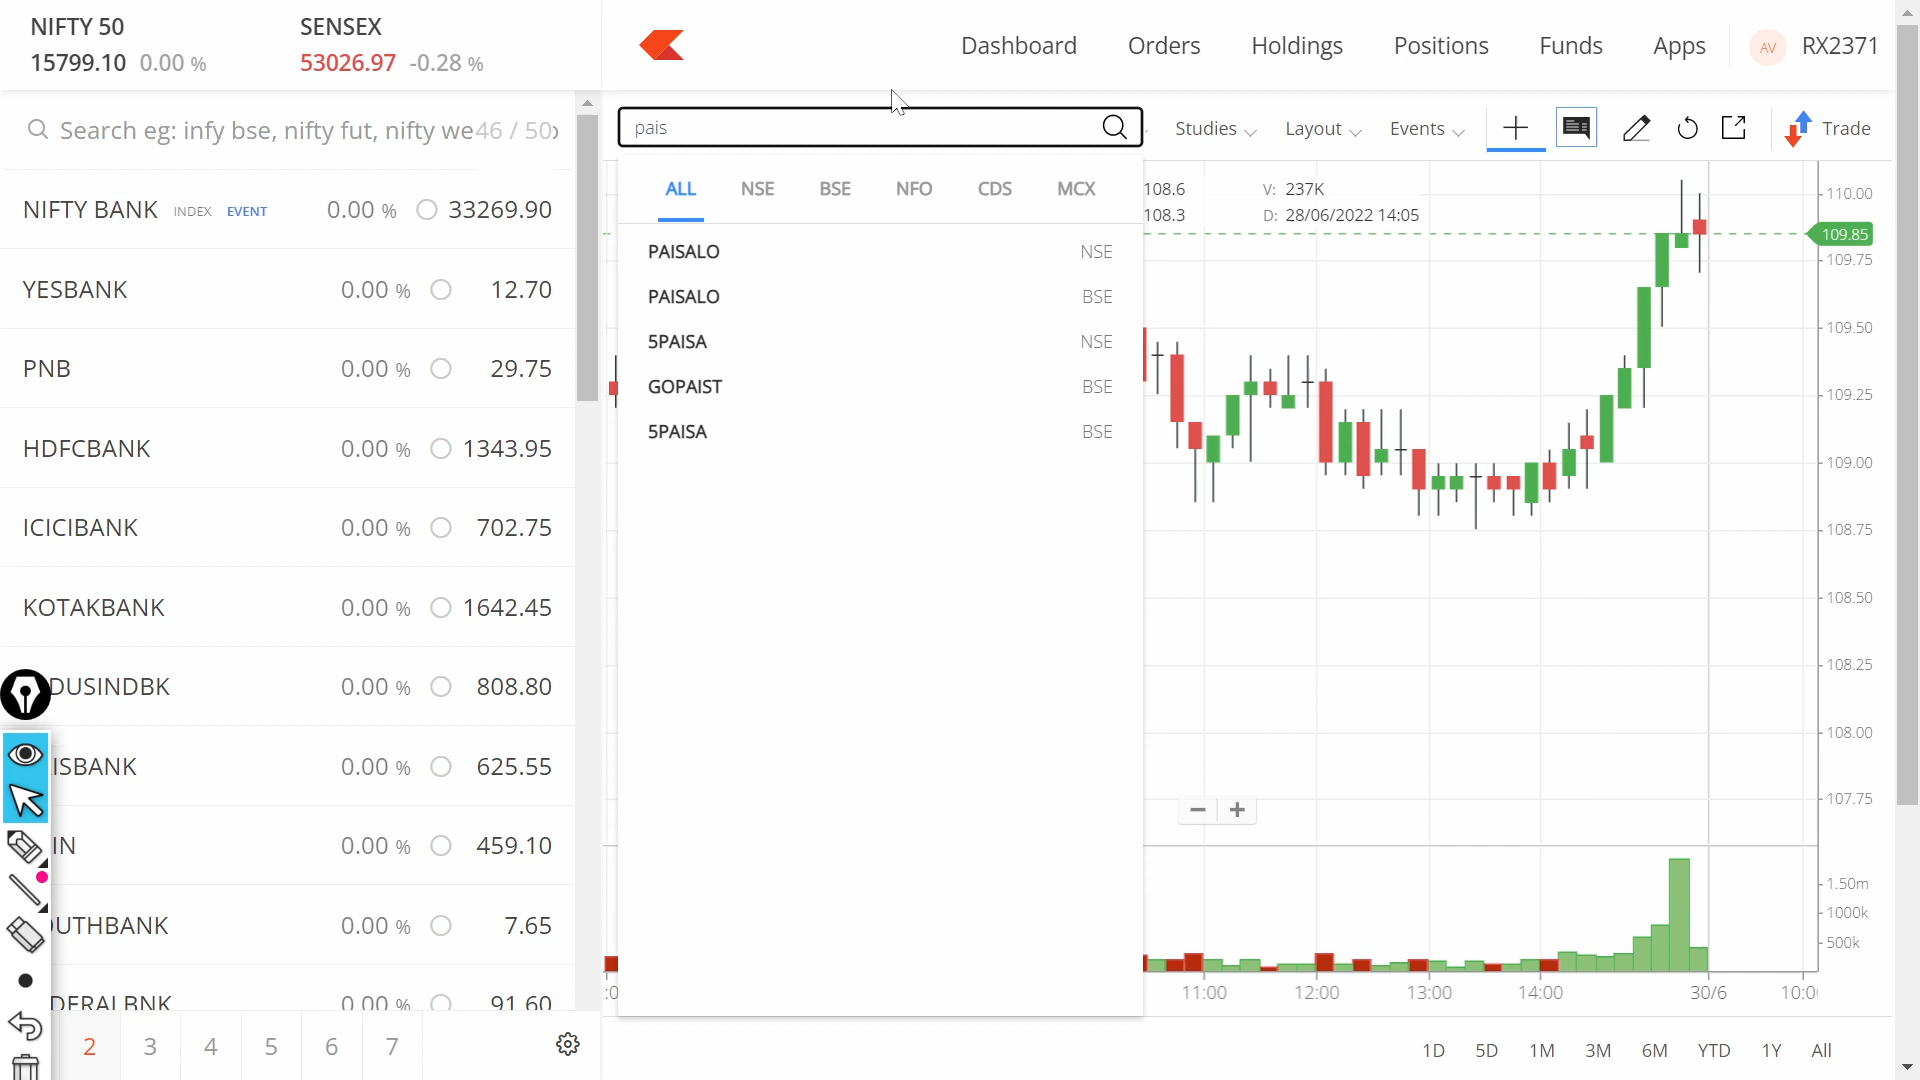 NIFTY 50
15799.10 0.00 %
SENSEX
53026.97 -0.28 %
Dashboard
Orders
Holdings
Positions
Funds
Apps
AV
RX2371
Search eg: infy bse, nifty fut, nifty we
46 / 50
pais
Studies
Layout
Events
Trade
ALL
NSE
BSE
NFO
CDS
MCX
108.6
V: 237K
108.3
D: 28/06/2022 14:05
PAISALO NSE
PAISALO BSE
5PAISA NSE
GOPAIST BSE
5PAISA BSE
NIFTY BANK INDEX EVENT 0.00 % 33269.90
YESBANK 0.00 % 12.70
PNB 0.00 % 29.75
HDFCBANK 0.00 % 1343.95
ICICIBANK 0.00 % 702.75
KOTAKBANK 0.00 % 1642.45
DUSINDBK 0.00 % 808.80
ISBANK 0.00 % 625.55
IN 0.00 % 459.10
UTHBANK 0.00 % 7.65
DERALBNK 0.00 % 91.60
2 3 4 5 6 7
110.00
109.85
109.75
109.50
109.25
109.00
108.75
108.50
108.25
108.00
107.75
1.50m
1000k
500k
:0
11:00
12:00
13:00
14:00
30/6
10:0
1D
5D
1M
3M
6M
YTD
1Y
All